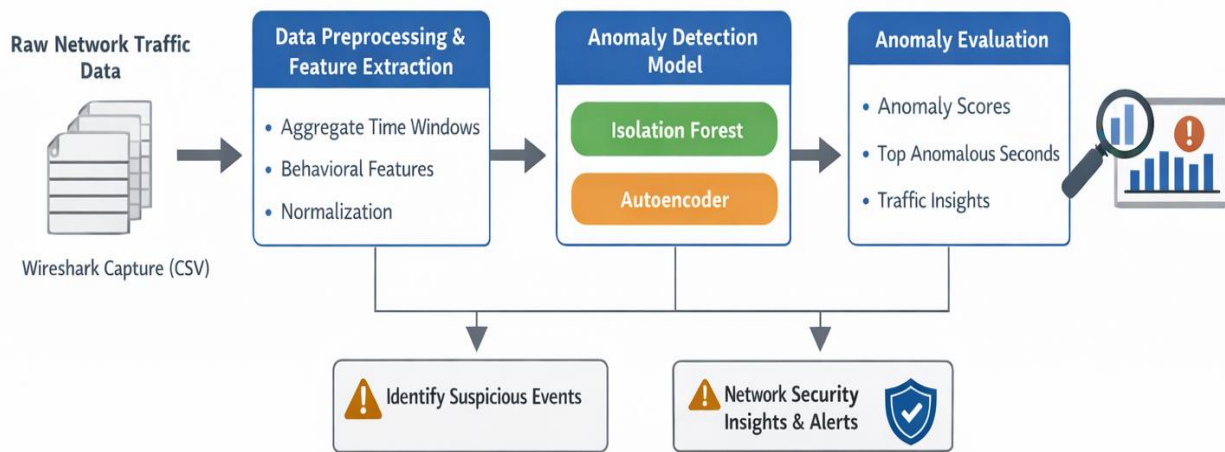 Raw Network Traffic
Data
Wireshark Capture (CSV)
Data Preprocessing &
Feature Extraction
• Aggregate Time Windows
• Behavioral Features
• Normalization
Anomaly Detection
Model
Isolation Forest
Autoencoder
Anomaly Evaluation
• Anomaly Scores
• Top Anomalous Seconds
• Traffic Insights
Identify Suspicious Events
Network Security
Insights & Alerts